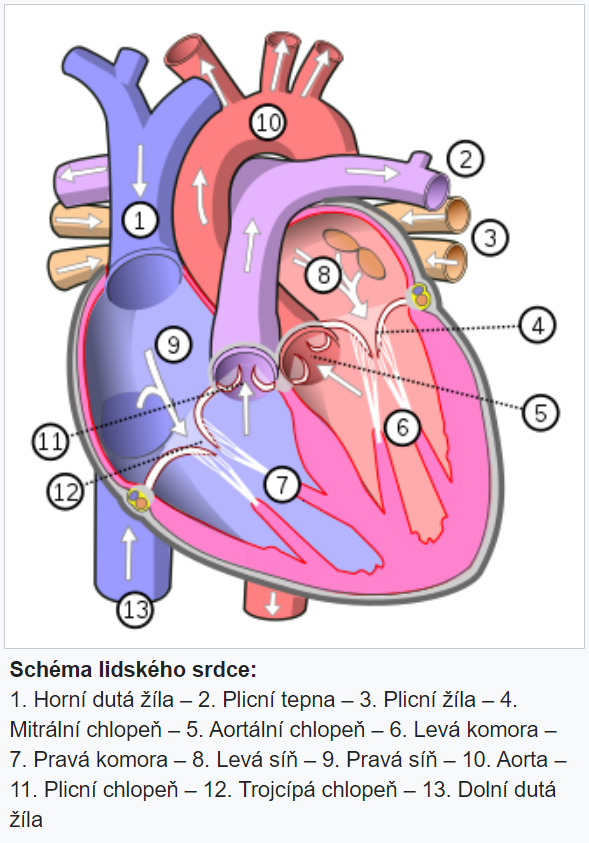 10
2
1
3
8
4
9
5
6
11
12
7
13
Schéma lidského srdce:
1. Horní dutá žíla – 2. Plicní tepna – 3. Plicní žíla – 4.
Mitrální chlopeň – 5. Aortální chlopeň – 6. Levá komora –
7. Pravá komora – 8. Levá síň – 9. Pravá síň – 10. Aorta –
11. Plicní chlopeň – 12. Trojcípá chlopeň – 13. Dolní dutá
žíla